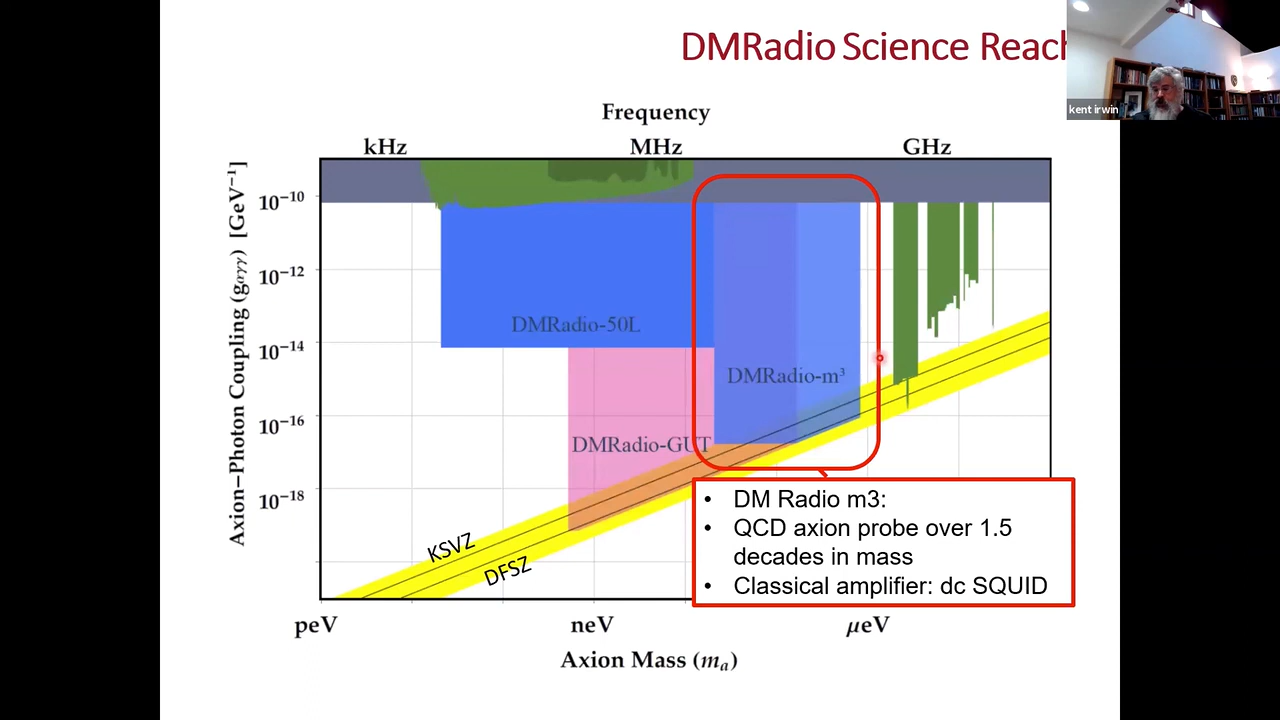 DMRadio Science Reach
kent irwin
Frequency
kHz
MHz
GHz
Axion−Photon Coupling (gaγγ) [GeV⁻¹]
10⁻¹⁰
10⁻¹²
10⁻¹⁴
10⁻¹⁶
10⁻¹⁸
DMRadio-50L
DMRadio-m³
DMRadio-GUT
KSVZ
DFSZ
• DM Radio m3:
• QCD axion probe over 1.5
decades in mass
• Classical amplifier: dc SQUID
peV
neV
μeV
Axion Mass (mₐ)